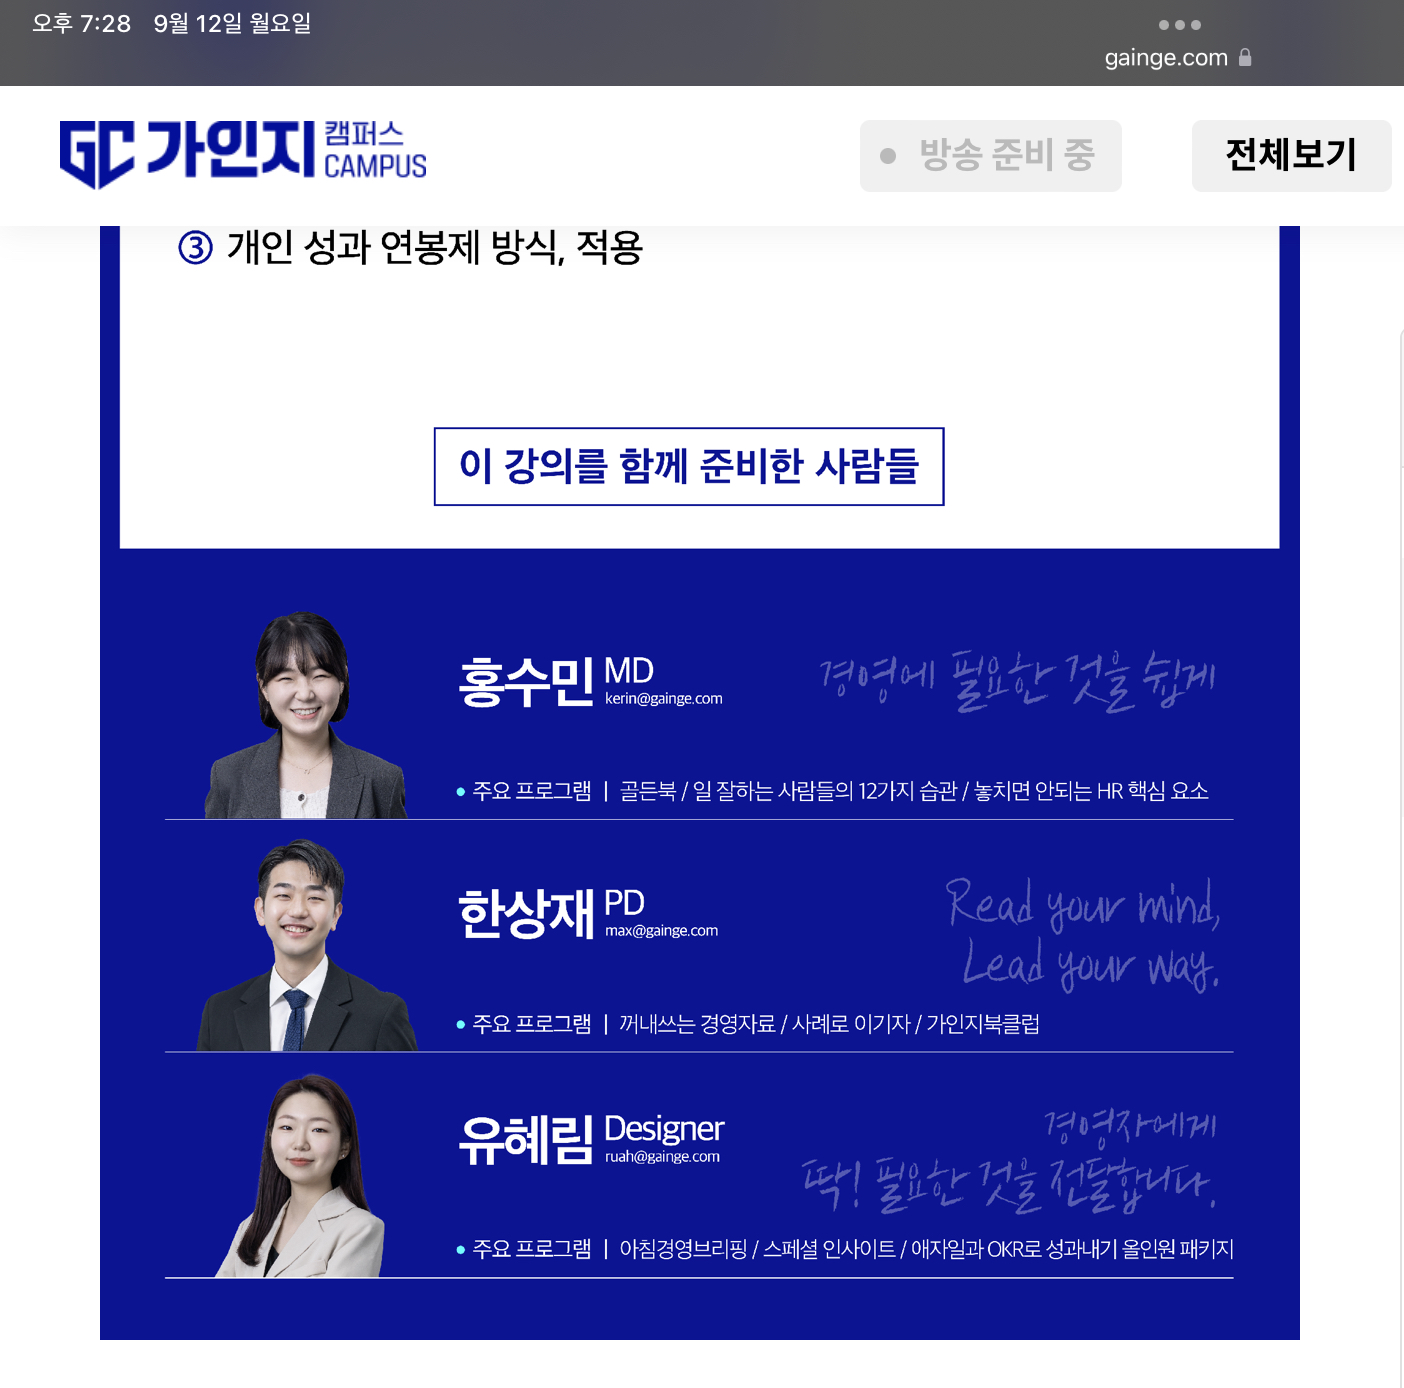 오후 7:28 9월 12일 월요일
gainge.com
GC 가인지 캠퍼스 CAMPUS
방송 준비 중
전체보기
③ 개인 성과 연봉제 방식, 적용
이 강의를 함께 준비한 사람들
홍수민 MD
kerin@gainge.com
경영에 필요한 것을 쉽게
• 주요 프로그램 | 골든북 / 일 잘하는 사람들의 12가지 습관 / 놓치면 안되는 HR 핵심 요소
한상재 PD
max@gainge.com
Read your mind,
Lead your way.
• 주요 프로그램 | 꺼내쓰는 경영자료 / 사례로 이기자 / 가인지북클럽
유혜림 Designer
ruah@gainge.com
경영자에게
딱! 필요한 것을 전달합니다.
• 주요 프로그램 | 아침경영브리핑 / 스페셜 인사이트 / 애자일과 OKR로 성과내기 올인원 패키지